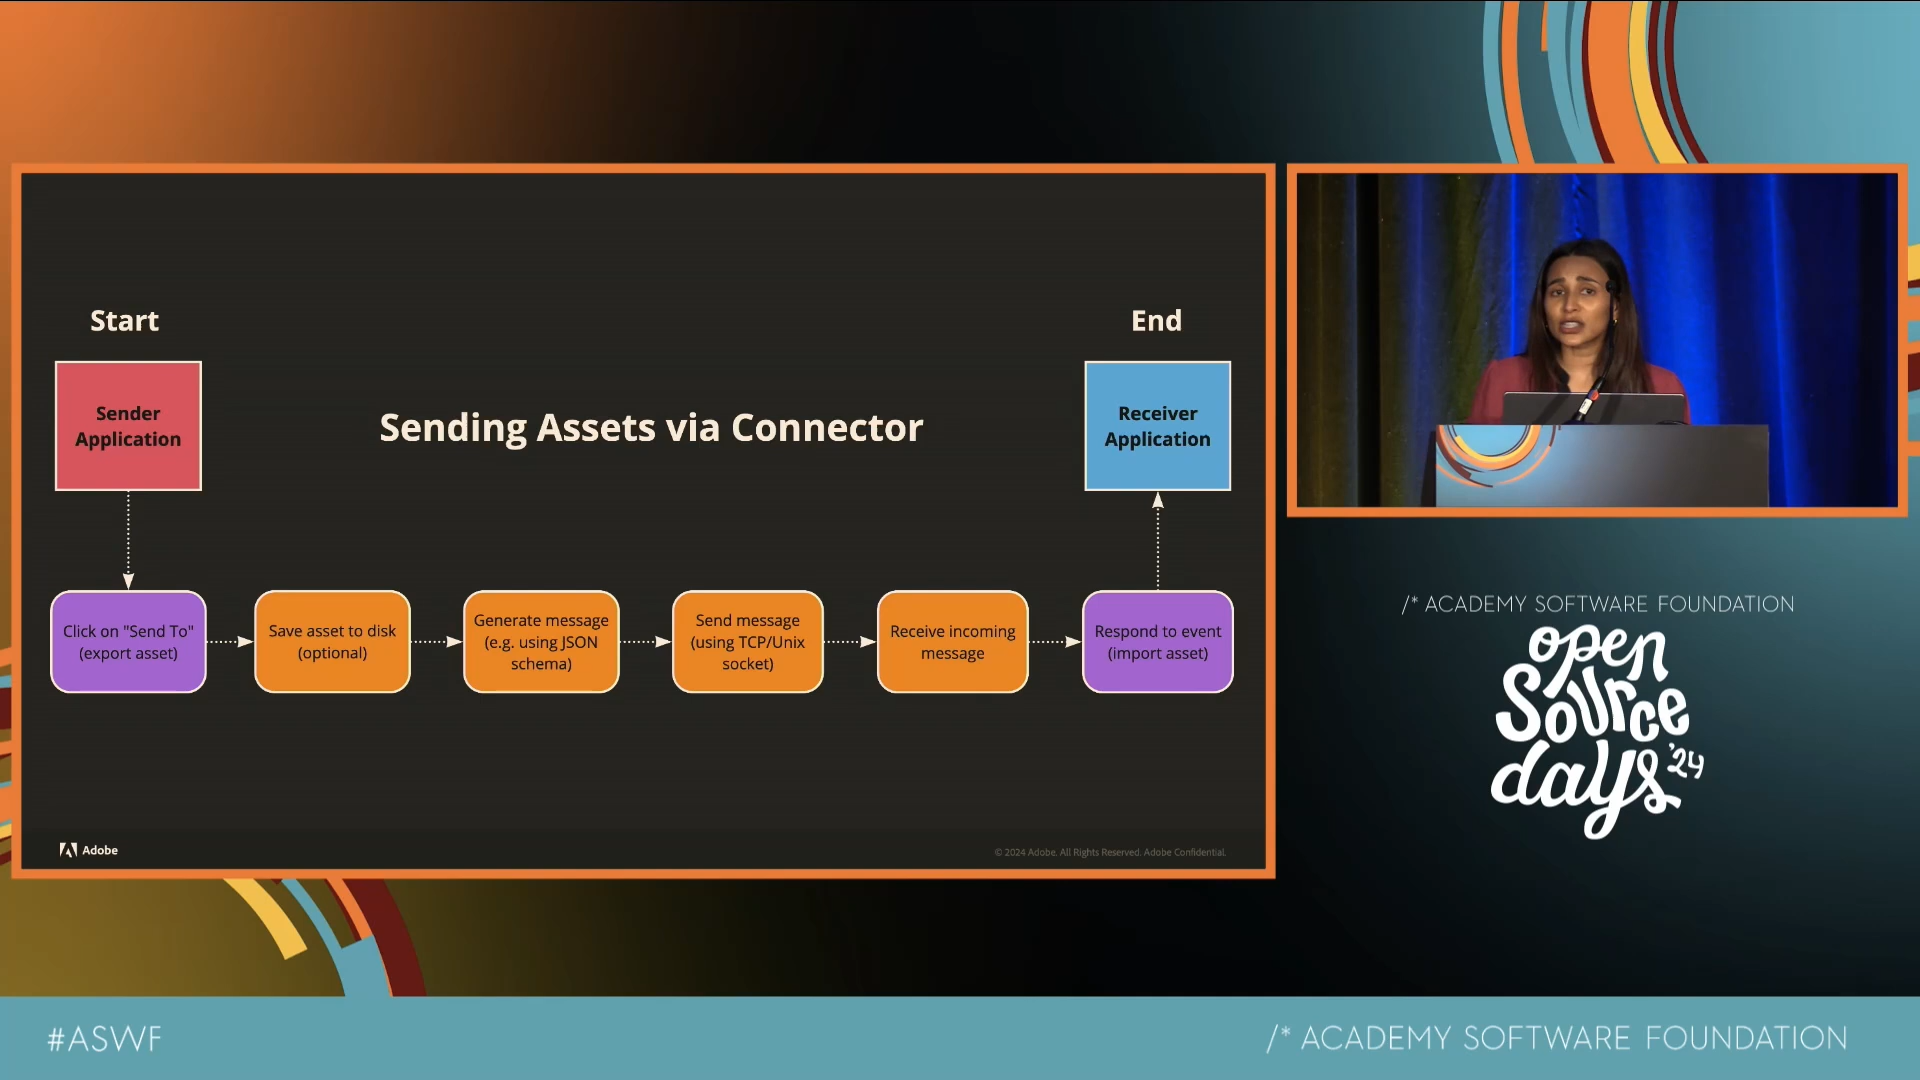 Start
End
Sender
Application
Sending Assets via Connector
Receiver
Application
Click on "Send To"
(export asset)
Save asset to disk
(optional)
Generate message
(e.g. using JSON
schema)
Send message
(using TCP/Unix
socket)
Receive incoming
message
Respond to event
(import asset)
Adobe
© 2024 Adobe. All Rights Reserved. Adobe Confidential.
/* ACADEMY SOFTWARE FOUNDATION
open
source
days '24
#ASWF
/* ACADEMY SOFTWARE FOUNDATION